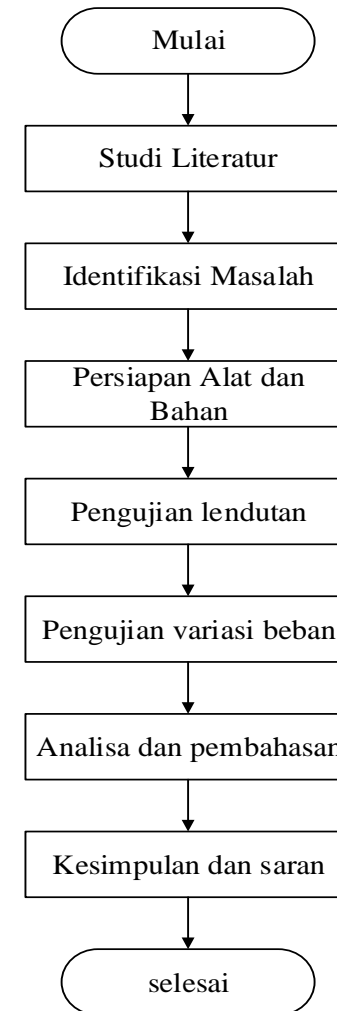 Mulai
Studi Literatur
Identifikasi Masalah
Persiapan Alat dan
Bahan
Pengujian lendutan
Pengujian variasi beban
Analisa dan pembahasan
Kesimpulan dan saran
selesai